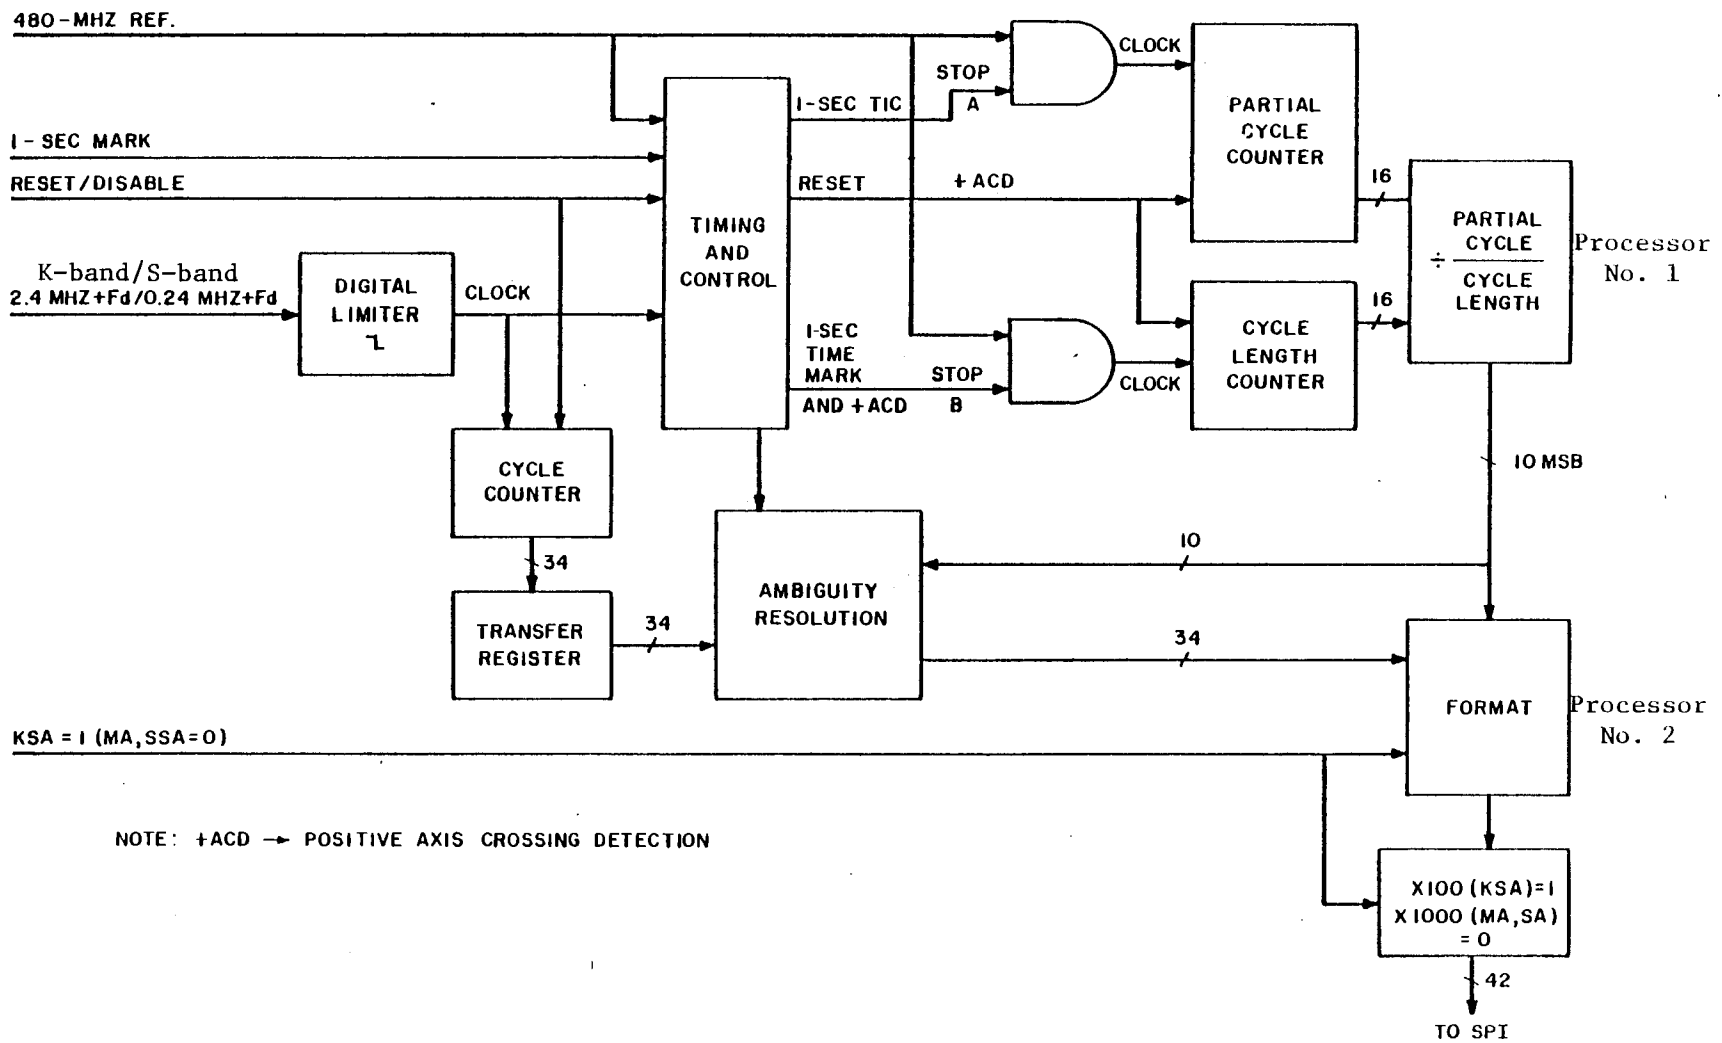 480-MHZ REF.
1-SEC MARK
RESET/DISABLE
K-band/S-band
2.4 MHZ+Fd/0.24 MHZ+Fd
DIGITAL
LIMITER
CLOCK
TIMING
AND
CONTROL
1-SEC TIC
STOP
A
RESET
+ACD
1-SEC
TIME
MARK
AND +ACD
STOP
B
CLOCK
CLOCK
PARTIAL
CYCLE
COUNTER
16
CYCLE
LENGTH
COUNTER
16
÷ PARTIAL
CYCLE
CYCLE
LENGTH
Processor
No. 1
10 MSB
CYCLE
COUNTER
34
TRANSFER
REGISTER
34
AMBIGUITY
RESOLUTION
10
34
FORMAT
Processor
No. 2
KSA = 1 (MA, SSA=0)
NOTE: +ACD → POSITIVE AXIS CROSSING DETECTION
X100 (KSA)=1
X1000 (MA,SA)
=0
42
TO SPI